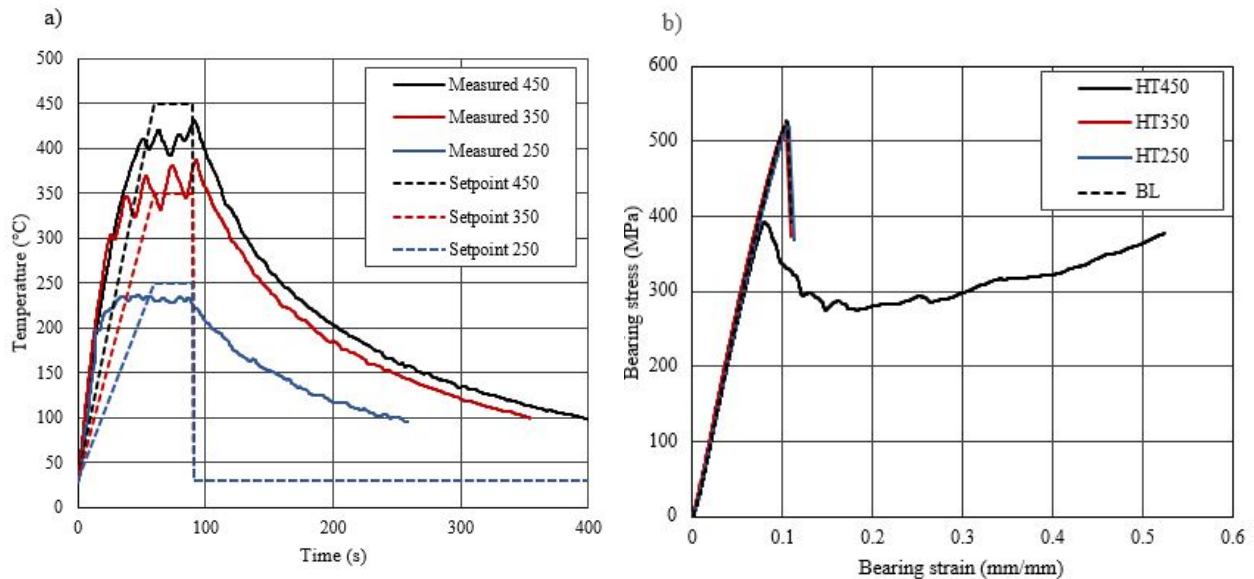 a)
500
450
400
350
300
250
200
150
100
50
0
Temperature (°C)
0
100
200
300
400
Time (s)
Measured 450
Measured 350
Measured 250
Setpoint 450
Setpoint 350
Setpoint 250
b)
600
500
400
300
200
100
0
Bearing stress (MPa)
0
0.1
0.2
0.3
0.4
0.5
0.6
Bearing strain (mm/mm)
HT450
HT350
HT250
BL